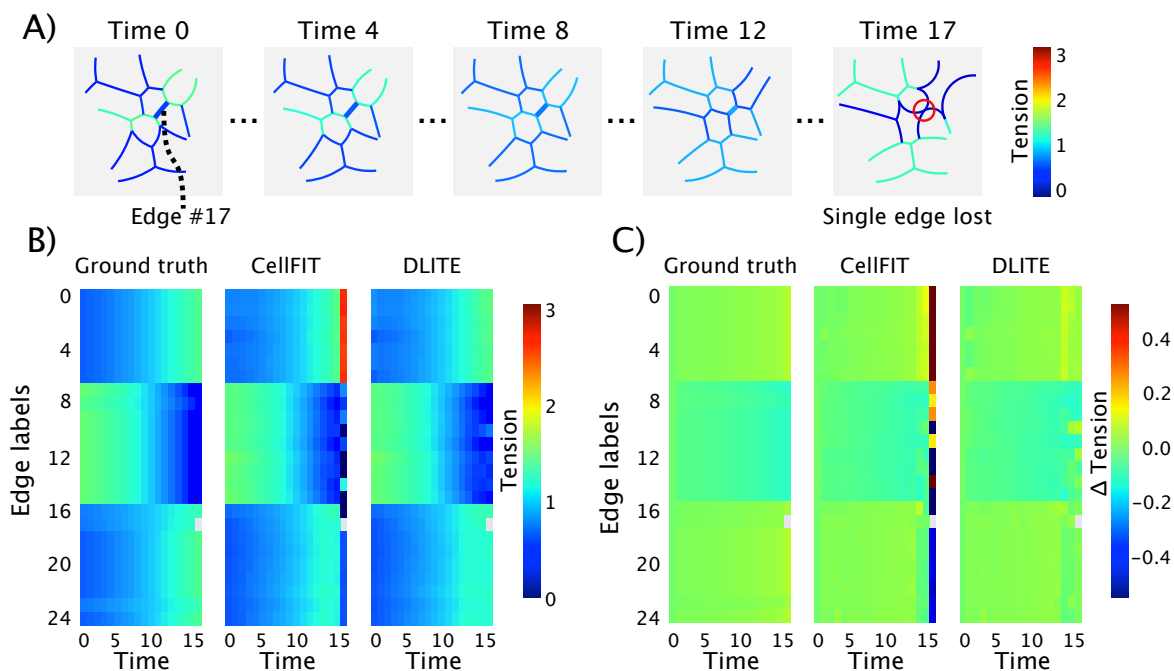 A)
Time 0
Time 4
Time 8
Time 12
Time 17
...
...
...
...
3
2
1
0
Tension
Edge #17
Single edge lost
B)
Ground truth
CellFIT
DLITE
0
4
8
12
16
20
24
Edge labels
0 5 10 15
0 5 10 15
0 5 10 15
Time
Time
Time
3
2
1
0
Tension
C)
Ground truth
CellFIT
DLITE
0
4
8
12
16
20
24
Edge labels
0 5 10 15
0 5 10 15
0 5 10 15
Time
Time
Time
0.4
0.2
0.0
−0.2
−0.4
Δ Tension